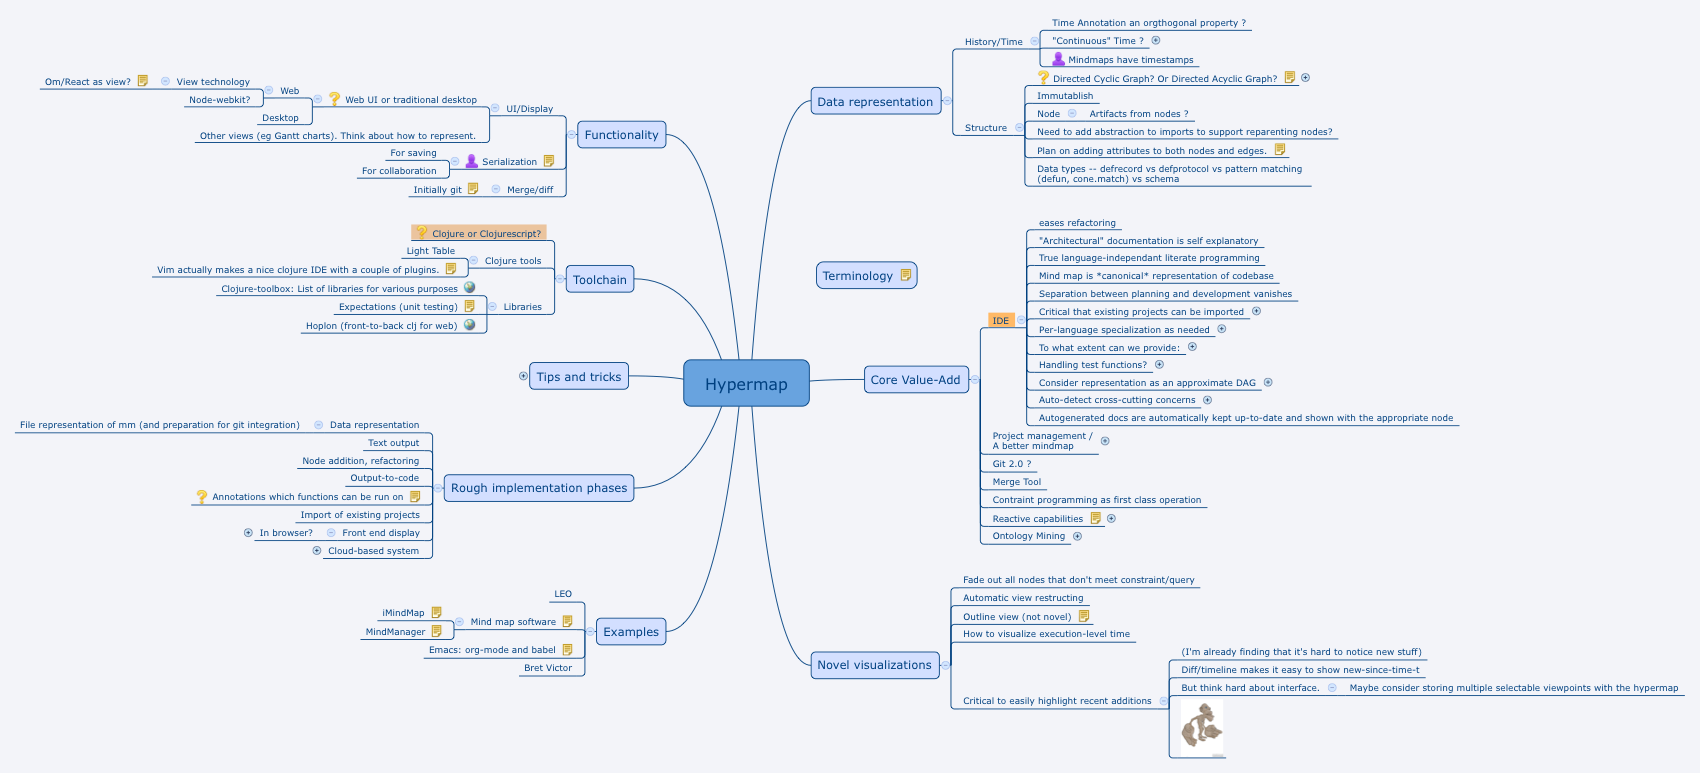 Hypermap
Functionality
UI/Display
Web UI or traditional desktop
Web
View technology
Om/React as view?
Node-webkit?
Desktop
Other views (eg Gantt charts). Think about how to represent.
Serialization
For saving
For collaboration
Merge/diff
Initially git
Toolchain
Clojure or Clojurescript?
Clojure tools
Light Table
Vim actually makes a nice clojure IDE with a couple of plugins.
Libraries
Clojure-toolbox: List of libraries for various purposes
Expectations (unit testing)
Hoplon (front-to-back clj for web)
Tips and tricks
Rough implementation phases
Data representation
File representation of mm (and preparation for git integration)
Text output
Node addition, refactoring
Output-to-code
Annotations which functions can be run on
Import of existing projects
Front end display
In browser?
Cloud-based system
Examples
LEO
Mind map software
iMindMap
MindManager
Emacs: org-mode and babel
Bret Victor
Data representation
History/Time
Time Annotation an orgthogonal property ?
"Continuous" Time ?
Mindmaps have timestamps
Structure
Directed Cyclic Graph? Or Directed Acyclic Graph?
Immutablish
Node
Artifacts from nodes ?
Need to add abstraction to imports to support reparenting nodes?
Plan on adding attributes to both nodes and edges.
Data types -- defrecord vs defprotocol vs pattern matching
(defun, cone.match) vs schema
Terminology
Core Value-Add
IDE
eases refactoring
"Architectural" documentation is self explanatory
True language-independant literate programming
Mind map is *canonical* representation of codebase
Separation between planning and development vanishes
Critical that existing projects can be imported
Per-language specialization as needed
To what extent can we provide:
Handling test functions?
Consider representation as an approximate DAG
Auto-detect cross-cutting concerns
Autogenerated docs are automatically kept up-to-date and shown with the appropriate node
Project management /
A better mindmap
Git 2.0 ?
Merge Tool
Contraint programming as first class operation
Reactive capabilities
Ontology Mining
Novel visualizations
Fade out all nodes that don't meet constraint/query
Automatic view restructing
Outline view (not novel)
How to visualize execution-level time
Critical to easily highlight recent additions
(I'm already finding that it's hard to notice new stuff)
Diff/timeline makes it easy to show new-since-time-t
But think hard about interface.
Maybe consider storing multiple selectable viewpoints with the hypermap